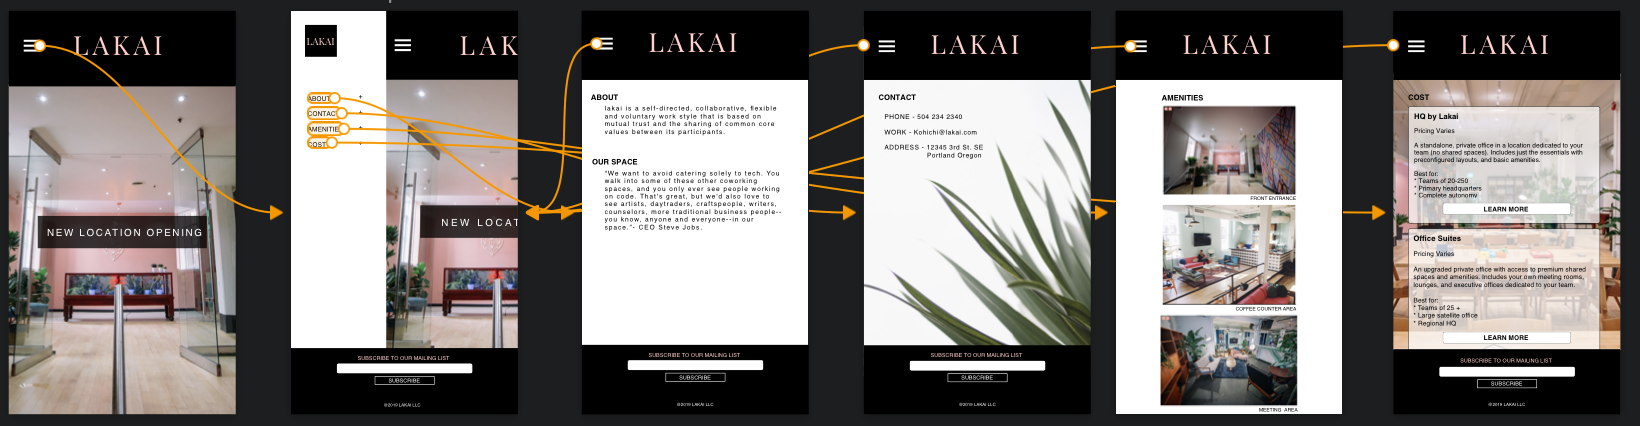 LAKAI
NEW LOCATION OPENING
LAKAI
LAK
ABOUT
+
CONTACT
+
AMENITIE
+
COST
+
NEW LOCAT
SUBSCRIBE TO OUR MAILING LIST
SUBSCRIBE
©2019 LAKAI LLC
LAKAI
ABOUT
lakai is a self-directed, collaborative, flexible
and voluntary work style that is based on
mutual trust and the sharing of common core
values between its participants.
OUR SPACE
"We want to avoid catering solely to tech. You
walk into some of these other coworking
spaces, and you only ever see people working
on code. That's great, but we'd also love to
see artists, daytraders, craftspeople, writers,
counselors, more traditional business people--
you know, anyone and everyone--in our
space."- CEO Steve Jobs.
SUBSCRIBE TO OUR MAILING LIST
SUBSCRIBE
©2019 LAKAI LLC
LAKAI
CONTACT
PHONE - 504 234 2340
WORK - Kohichi@lakai.com
ADDRESS - 12345 3rd St. SE
Portland Oregon
SUBSCRIBE TO OUR MAILING LIST
SUBSCRIBE
©2019 LAKAI LLC
LAKAI
AMENITIES
FRONT ENTRANCE
COFFEE COUNTER AREA
MEETING AREA
LAKAI
COST
HQ by Lakai
Pricing Varies
A standalone, private office in a location dedicated to your
team (no shared spaces). Includes just the essentials with
preconfigured layouts, and basic amenities.
Best for:
* Teams of 20-250
* Primary headquarters
* Complete autonomy
LEARN MORE
Office Suites
Pricing Varies
An upgraded private office with access to premium shared
spaces and amenities. Includes your own meeting rooms,
lounges, and executive offices dedicated to your team.
Best for:
* Teams of 25 +
* Large satellite office
* Regional HQ
LEARN MORE
SUBSCRIBE TO OUR MAILING LIST
SUBSCRIBE
©2019 LAKAI LLC